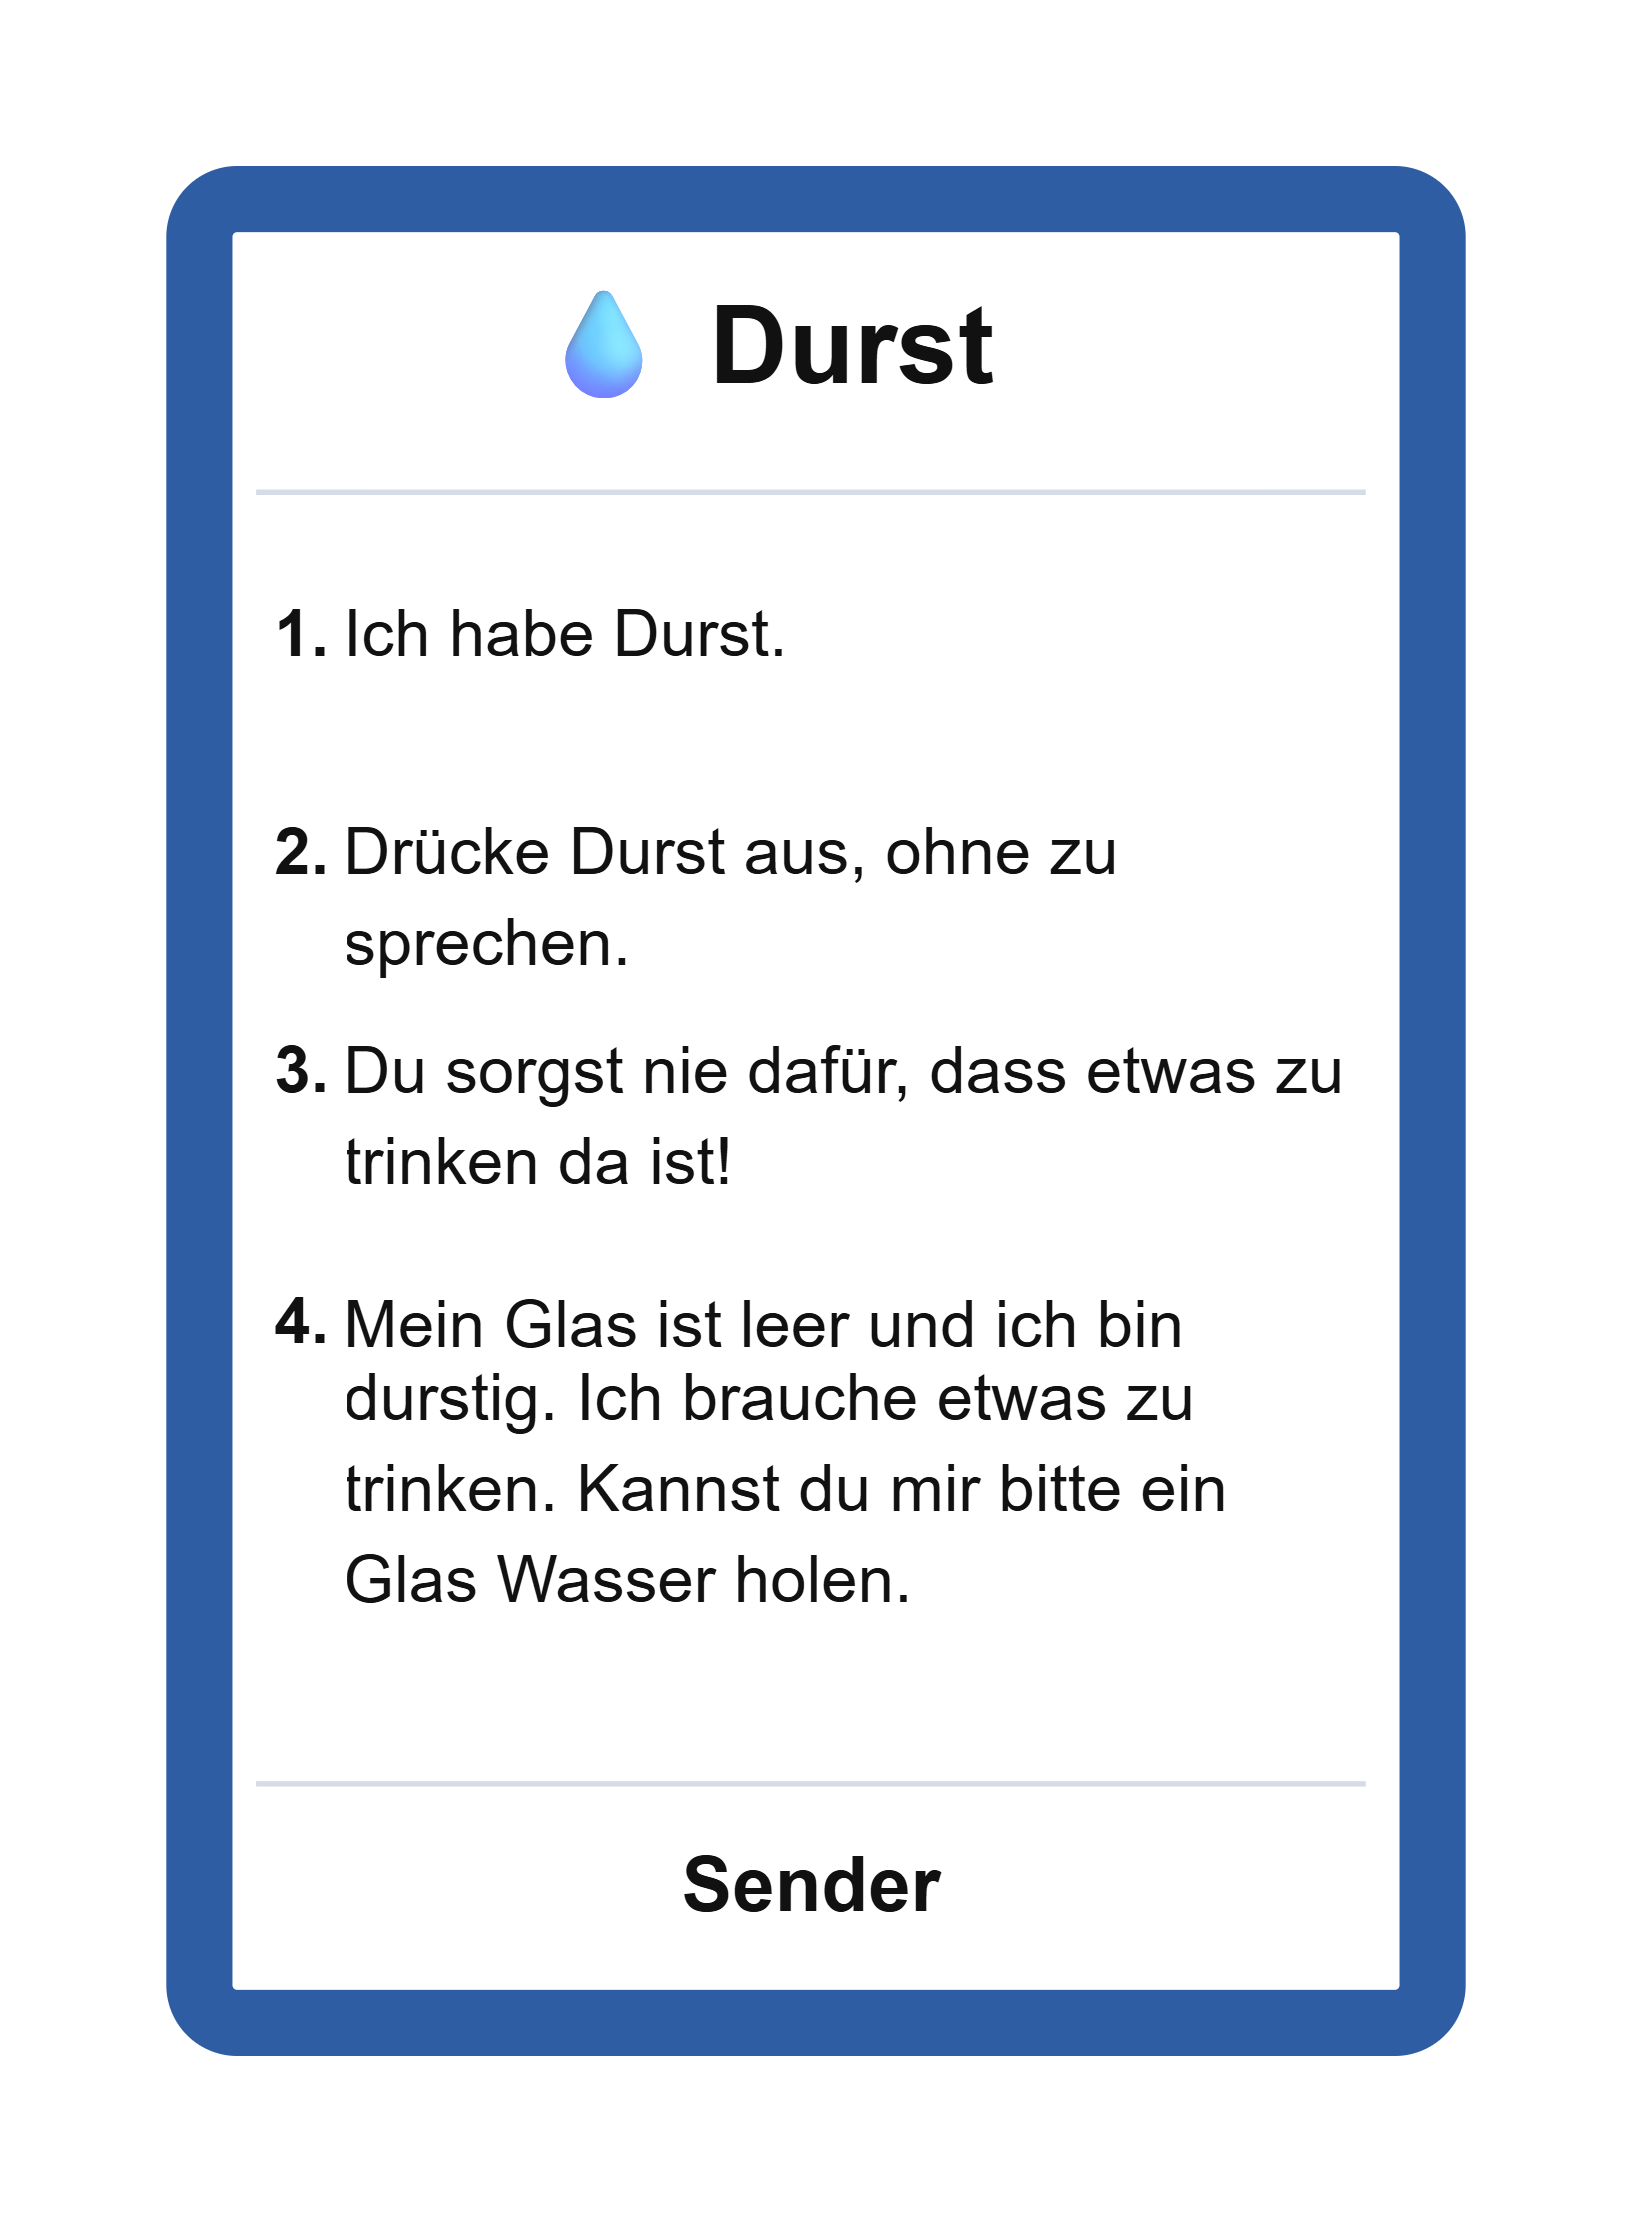 Durst
1. Ich habe Durst.
2. Drücke Durst aus, ohne zu
sprechen.
3. Du sorgst nie dafür, dass etwas zu
trinken da ist!
4. Mein Glas ist leer und ich bin
durstig. Ich brauche etwas zu
trinken. Kannst du mir bitte ein
Glas Wasser holen.
Sender